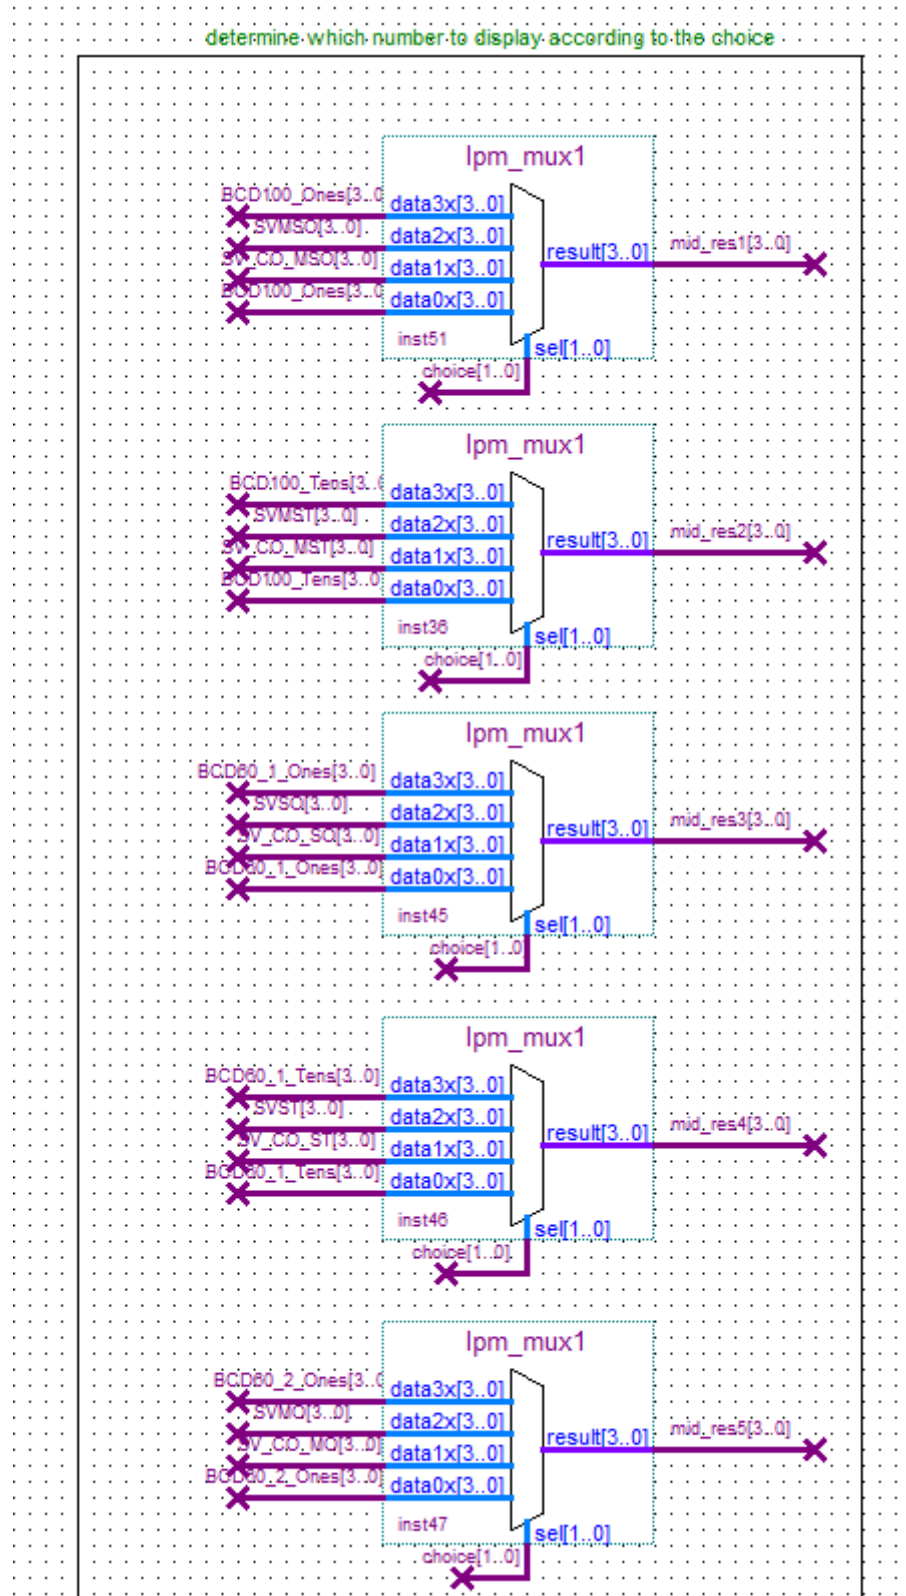 determine which number to display according to the choice
lpm_mux1
BCD100_Ones[3..0
data3x[3..0]
SVMSO[3..0]
data2x[3..0]
SV_CO_MSO[3..0]
data1x[3..0]
BCD100_Ones[3..0
data0x[3..0]
result[3..0]
mid_res1[3..0]
inst51
sel[1..0]
choice[1..0]
lpm_mux1
BCD100_Tens[3..0
data3x[3..0]
SVMST[3..0]
data2x[3..0]
SV_CO_MST[3..0]
data1x[3..0]
BCD100_Tens[3..0
data0x[3..0]
result[3..0]
mid_res2[3..0]
inst36
sel[1..0]
choice[1..0]
lpm_mux1
BCD60_1_Ones[3..0]
data3x[3..0]
SVSO[3..0]
data2x[3..0]
SV_CO_SO[3..0]
data1x[3..0]
BCD60_1_Ones[3..0]
data0x[3..0]
result[3..0]
mid_res3[3..0]
inst45
sel[1..0]
choice[1..0
lpm_mux1
BCD60_1_Tens[3..0]
data3x[3..0]
SVST[3..0]
data2x[3..0]
SV_CO_ST[3..0]
data1x[3..0]
BCD60_1_Tens[3..0]
data0x[3..0]
result[3..0]
mid_res4[3..0]
inst46
sel[1..0]
choice[1..0]
lpm_mux1
BCD60_2_Ones[3..0
data3x[3..0]
SVMO[3..0]
data2x[3..0]
SV_CO_MO[3..0]
data1x[3..0]
BCD60_2_Ones[3..0]
data0x[3..0]
result[3..0]
mid_res5[3..0]
inst47
sel[1..0]
choice[1..0]